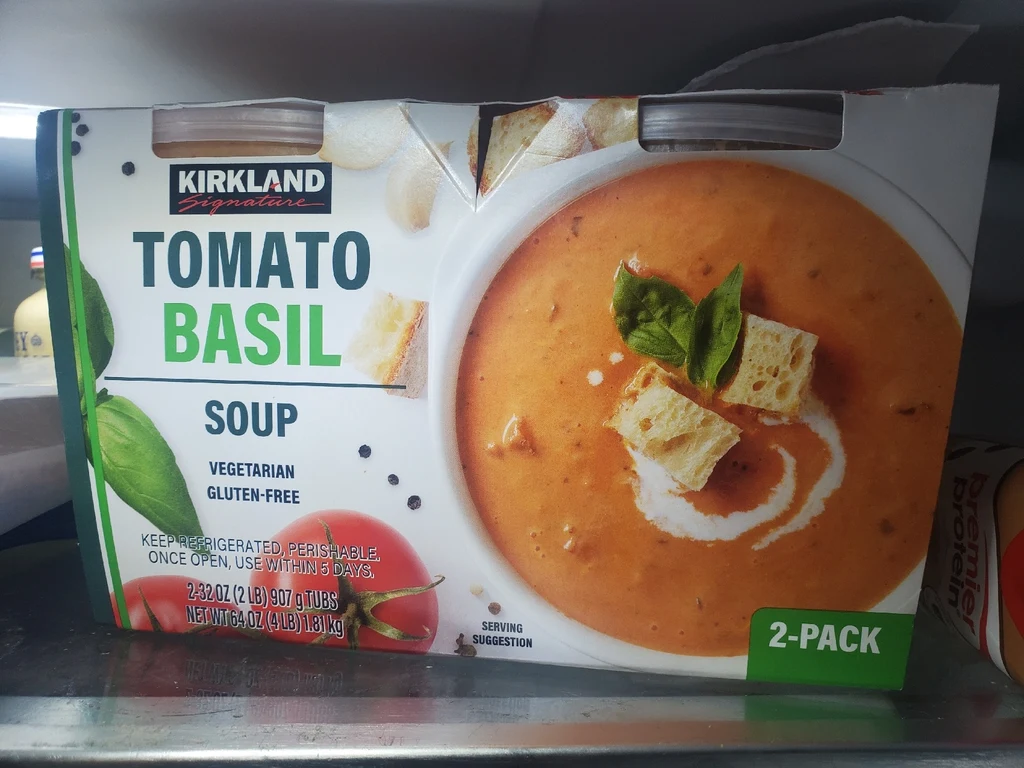 KIRKLAND
Signature
TOMATO
BASIL
SOUP
VEGETARIAN
GLUTEN-FREE
KEEP REFRIGERATED, PERISHABLE.
ONCE OPEN, USE WITHIN 5 DAYS.
2-32 OZ (2 LB) 907 g TUBS
NET WT 64 OZ (4 LB) 1.81 kg
SERVING
SUGGESTION
2-PACK
premier
protein